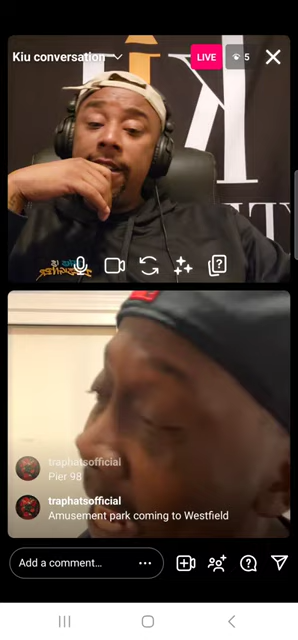 Kiu conversation
LIVE
5
traphatsofficial
Pier 98
traphatsofficial
Amusement park coming to Westfield
Add a comment...